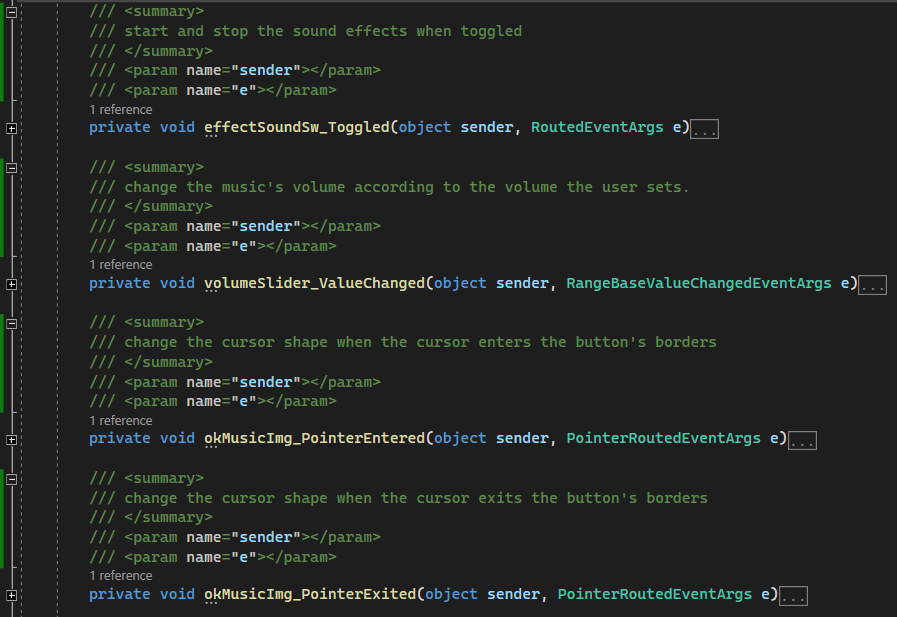 /// <summary>
/// start and stop the sound effects when toggled
/// </summary>
/// <param name="sender"></param>
/// <param name="e"></param>
1 reference
private void effectSoundSw_Toggled(object sender, RoutedEventArgs e)...
/// <summary>
/// change the music's volume according to the volume the user sets.
/// </summary>
/// <param name="sender"></param>
/// <param name="e"></param>
1 reference
private void volumeSlider_ValueChanged(object sender, RangeBaseValueChangedEventArgs e)...
/// <summary>
/// change the cursor shape when the cursor enters the button's borders
/// </summary>
/// <param name="sender"></param>
/// <param name="e"></param>
1 reference
private void okMusicImg_PointerEntered(object sender, PointerRoutedEventArgs e)...
/// <summary>
/// change the cursor shape when the cursor exits the button's borders
/// </summary>
/// <param name="sender"></param>
/// <param name="e"></param>
1 reference
private void okMusicImg_PointerExited(object sender, PointerRoutedEventArgs e)...